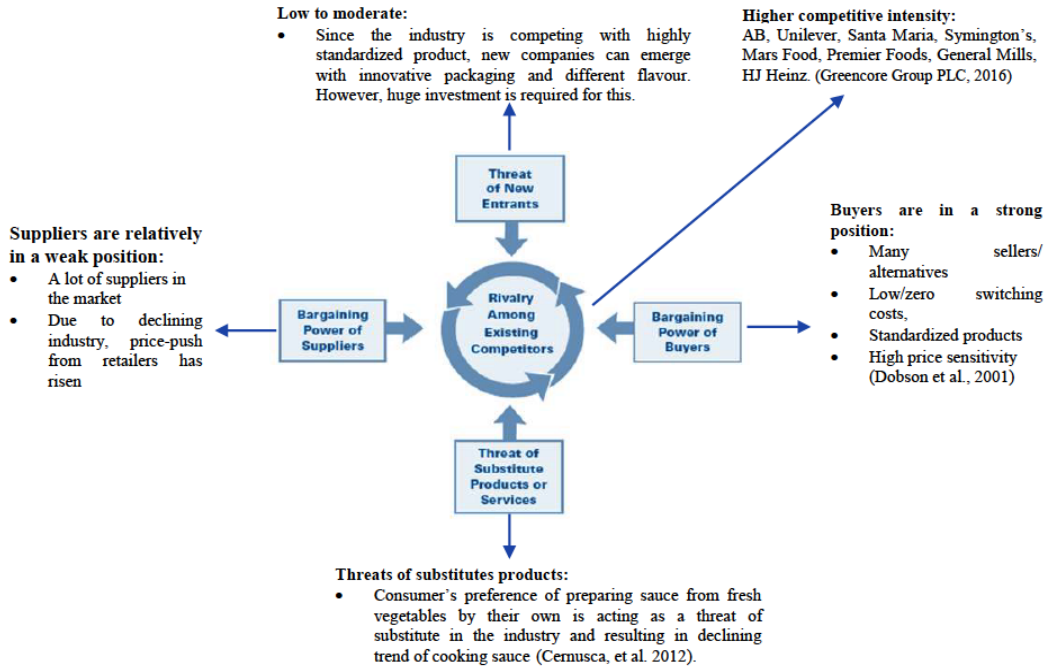 Low to moderate:
• Since the industry is competing with highly
standardized product, new companies can emerge
with innovative packaging and different flavour.
However, huge investment is required for this.
Higher competitive intensity:
AB, Unilever, Santa Maria, Symington's,
Mars Food, Premier Foods, General Mills,
HJ Heinz. (Greencore Group PLC, 2016)
Threat
of New
Entrants
Suppliers are relatively
in a weak position:
• A lot of suppliers in
the market
• Due to declining
industry, price-push
from retailers has
risen
Bargaining
Power of
Suppliers
Rivalry
Among
Existing
Competitors
Bargaining
Power of
Buyers
Buyers are in a strong
position:
• Many sellers/
alternatives
• Low/zero switching
costs,
• Standardized products
• High price sensitivity
(Dobson et al., 2001)
Threat of
Substitute
Products or
Services
Threats of substitutes products:
• Consumer's preference of preparing sauce from fresh
vegetables by their own is acting as a threat of
substitute in the industry and resulting in declining
trend of cooking sauce (Cernusca, et al. 2012).